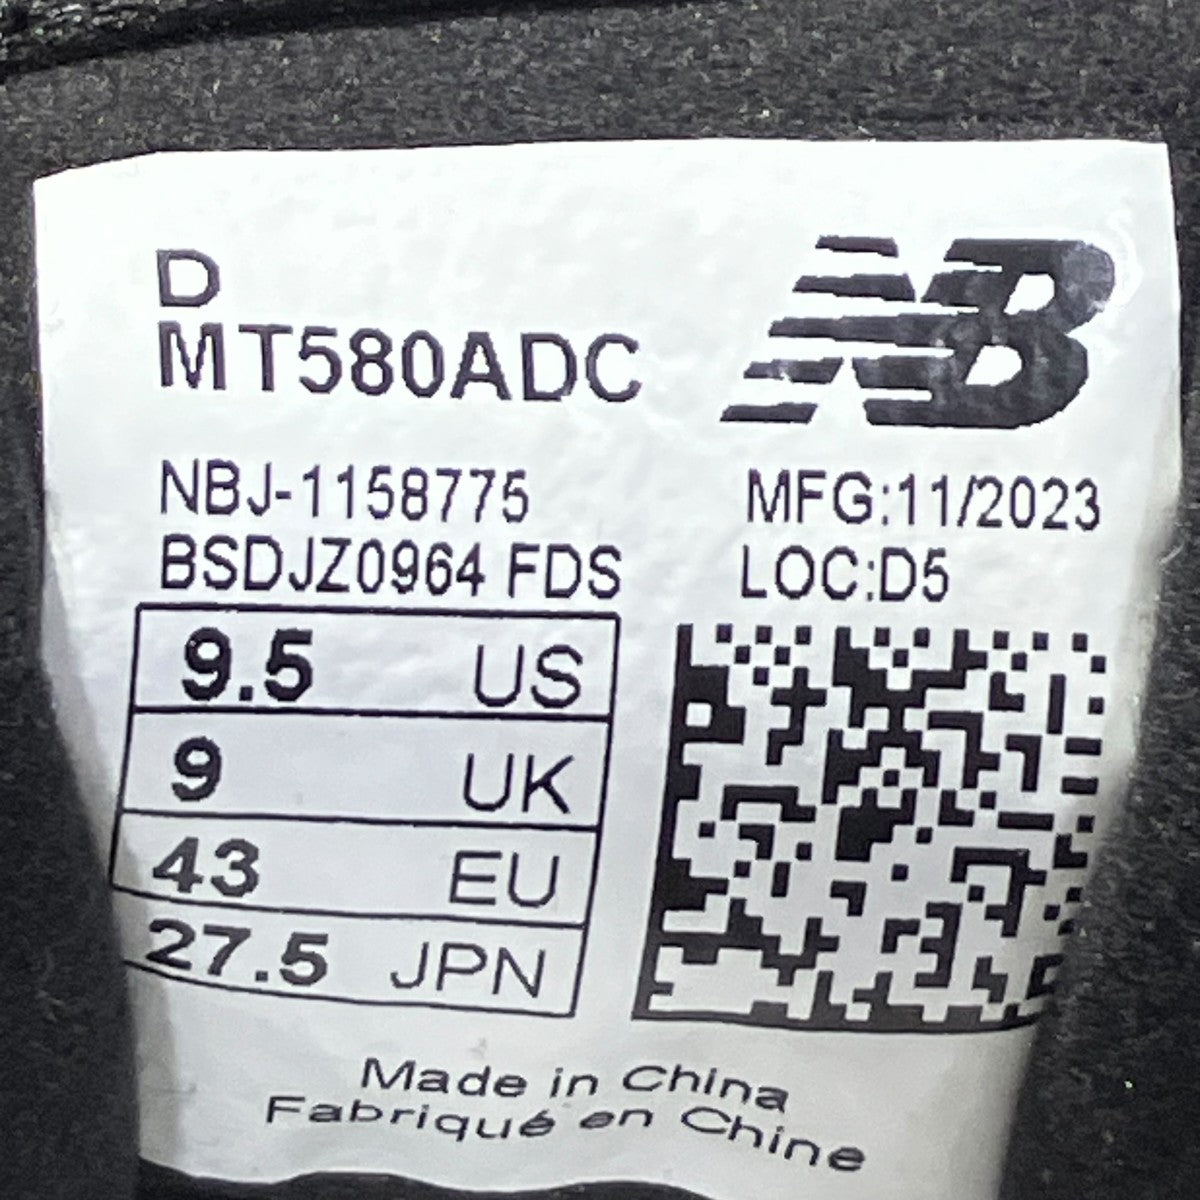 D
MT580ADC
NB
NBJ-1158775
BSDJZ0964 FDS
MFG:11/2023
LOC:D5
9.5 US
9 UK
43 EU
27.5 JPN
Made in China
Fabriqué en Chine